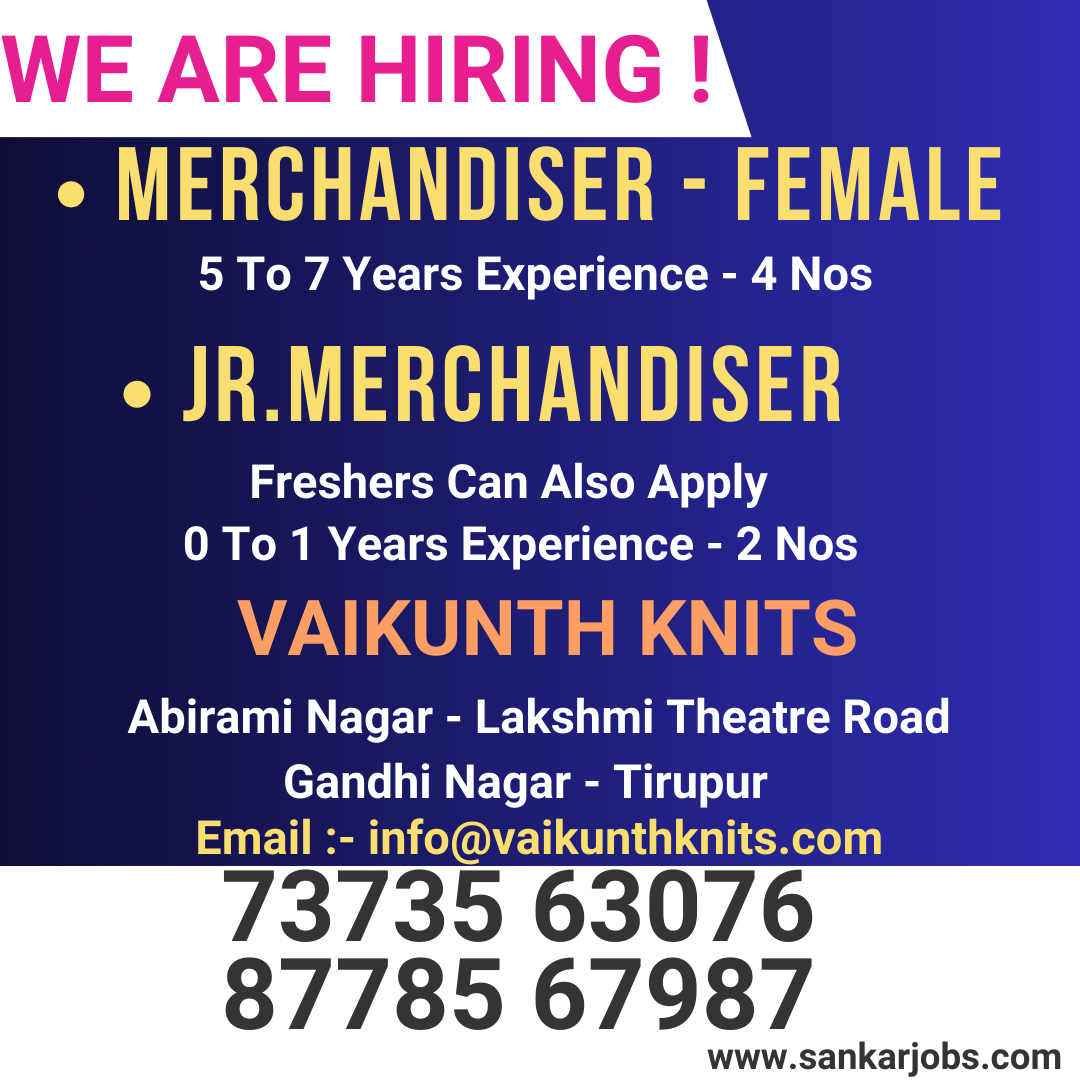 WE ARE HIRING !
• MERCHANDISER - FEMALE
5 To 7 Years Experience - 4 Nos
• JR.MERCHANDISER
Freshers Can Also Apply
0 To 1 Years Experience - 2 Nos
VAIKUNTH KNITS
Abirami Nagar - Lakshmi Theatre Road
Gandhi Nagar - Tirupur
Email :- info@vaikunthknits.com
73735 63076
87785 67987
www.sankarjobs.com